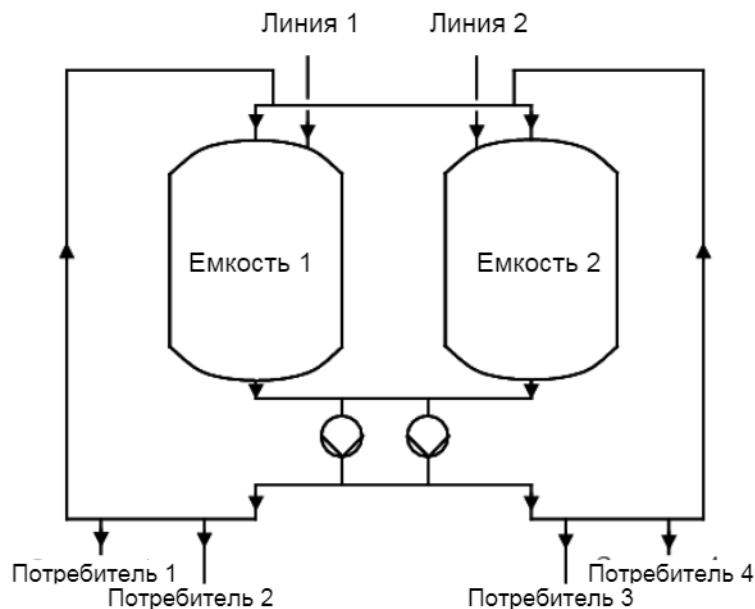 Линия 1
Линия 2
Емкость 1
Емкость 2
Потребитель 1
Потребитель 2
Потребитель 3
Потребитель 4